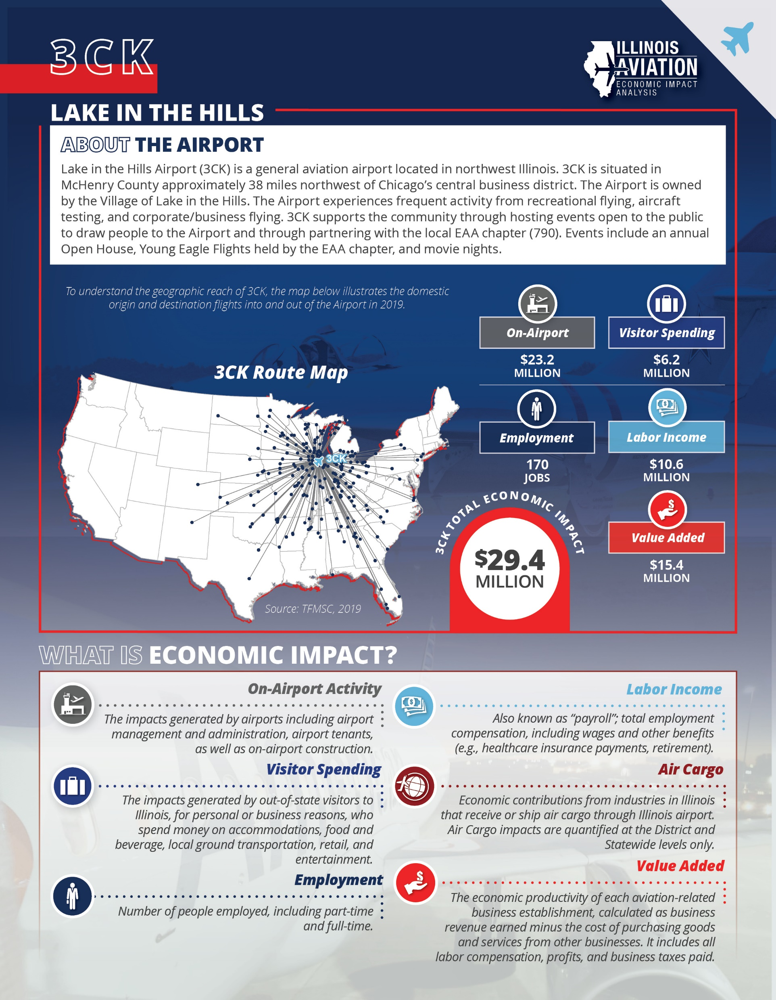 3CK
ILLINOIS
AVIATION
ECONOMIC IMPACT
ANALYSIS
LAKE IN THE HILLS
ABOUT THE AIRPORT
Lake in the Hills Airport (3CK) is a general aviation airport located in northwest Illinois. 3CK is situated in
McHenry County approximately 38 miles northwest of Chicago’s central business district. The Airport is owned
by the Village of Lake in the Hills. The Airport experiences frequent activity from recreational flying, aircraft
testing, and corporate/business flying. 3CK supports the community through hosting events open to the public
to draw people to the Airport and through partnering with the local EAA chapter (790). Events include an annual
Open House, Young Eagle Flights held by the EAA chapter, and movie nights.
To understand the geographic reach of 3CK, the map below illustrates the domestic
origin and destination flights into and out of the Airport in 2019.
3CK Route Map
3CK
Source: TFMSC, 2019
On-Airport
$23.2
MILLION
Visitor Spending
$6.2
MILLION
Employment
170
JOBS
Labor Income
$10.6
MILLION
3CK TOTAL ECONOMIC IMPACT
$29.4
MILLION
Value Added
$15.4
MILLION
WHAT IS ECONOMIC IMPACT?
On-Airport Activity
The impacts generated by airports including airport
management and administration, airport tenants,
as well as on-airport construction.
Visitor Spending
The impacts generated by out-of-state visitors to
Illinois, for personal or business reasons, who
spend money on accommodations, food and
beverage, local ground transportation, retail, and
entertainment.
Employment
Number of people employed, including part-time
and full-time.
Labor Income
Also known as “payroll”; total employment
compensation, including wages and other benefits
(e.g., healthcare insurance payments, retirement).
Air Cargo
Economic contributions from industries in Illinois
that receive or ship air cargo through Illinois airport.
Air Cargo impacts are quantified at the District and
Statewide levels only.
Value Added
The economic productivity of each aviation-related
business establishment, calculated as business
revenue earned minus the cost of purchasing goods
and services from other businesses. It includes all
labor compensation, profits, and business taxes paid.